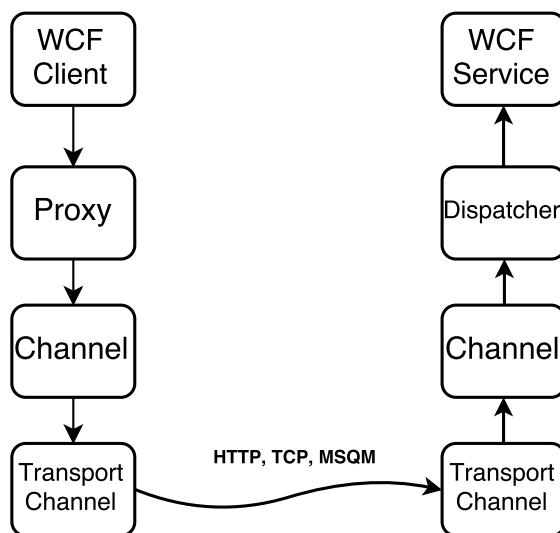 WCF
Client
Proxy
Channel
Transport
Channel
HTTP, TCP, MSQM
WCF
Service
Dispatcher
Channel
Transport
Channel